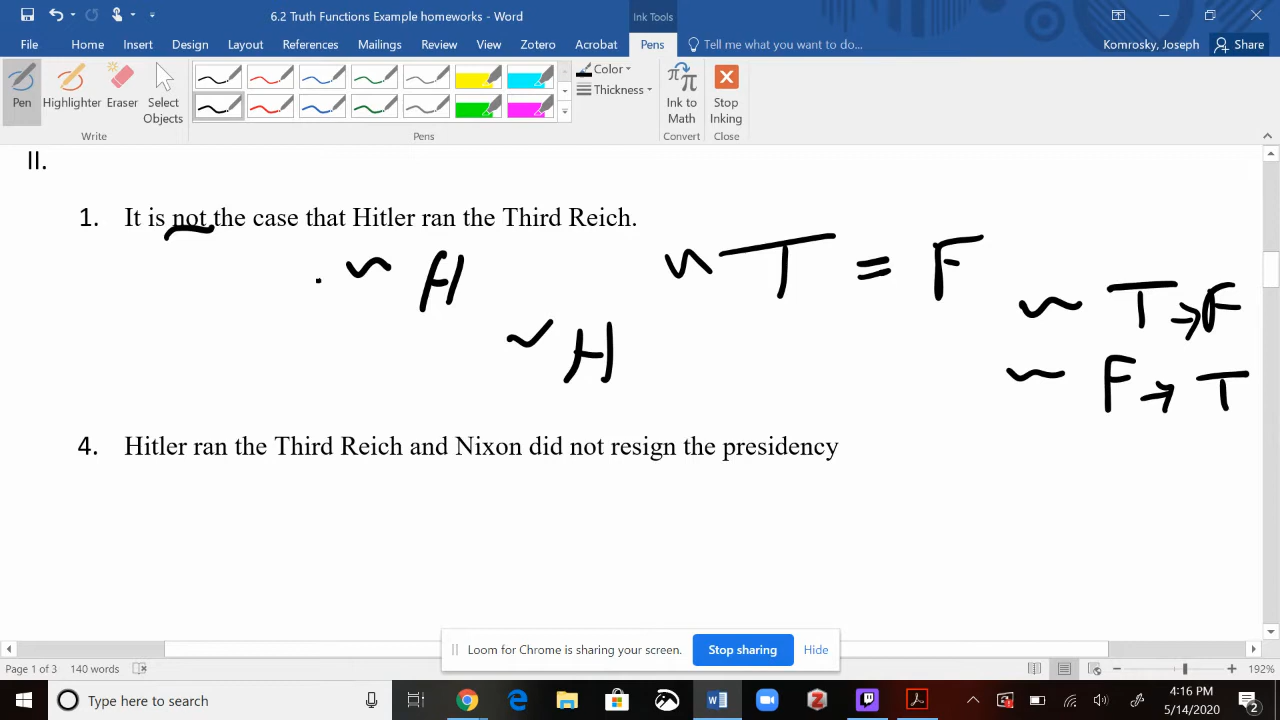 6.2 Truth Functions Example homeworks - Word
Ink Tools
File Home Insert Design Layout References Mailings Review View Zotero Acrobat Pens Tell me what you want to do... Komrosky, Joseph Share
Pen Highlighter Eraser Select Objects Color Thickness Ink to Math Stop Inking
Write Pens Convert Close
II.
1. It is not the case that Hitler ran the Third Reich.
~ H ~ T = F
~ T → F
~ H
~ F → T
4. Hitler ran the Third Reich and Nixon did not resign the presidency
Loom for Chrome is sharing your screen. Stop sharing Hide
Page 1 of 3 140 words 192%
Type here to search
4:16 PM
5/14/2020
2